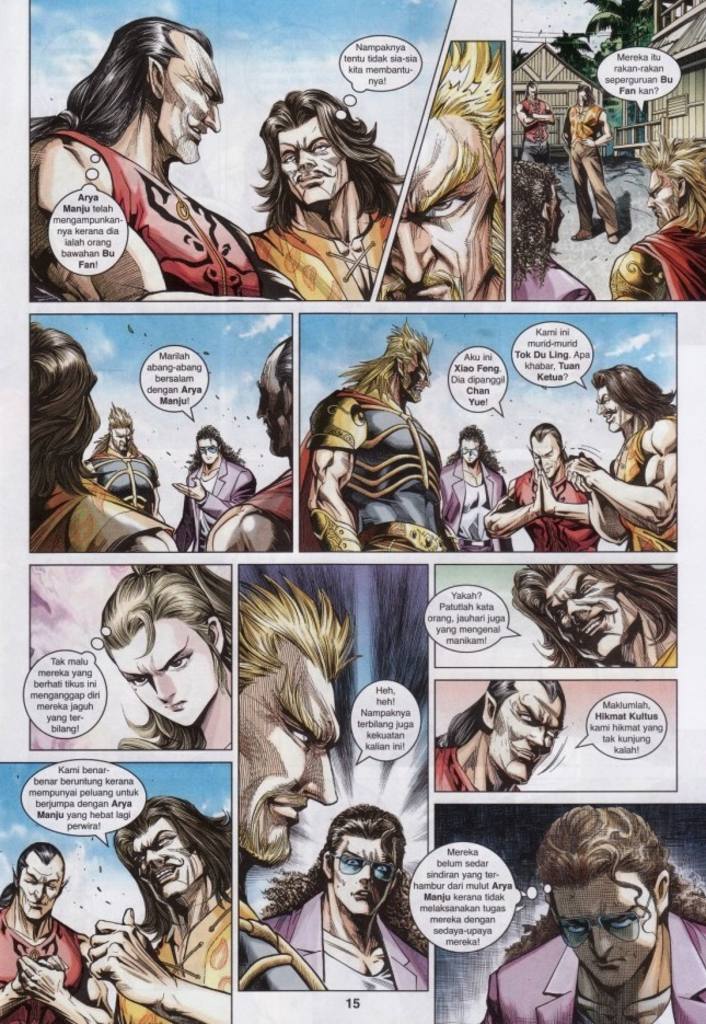 Nampaknya
tentu tidak sia-sia
kita membantu-
nya!
Arya
Manju telah
mengampunkan-
nya kerana dia
ialah orang
bawahan Bu
Fan!
Mereka itu
rakan-rakan
seperguruan Bu
Fan kan?
Marilah
abang-abang
bersalam
dengan Arya
Manju!
Aku ini
Xiao Feng.
Dia dipanggil
Chan
Yue!
Kami ini
murid-murid
Tok Du Ling. Apa
khabar, Tuan
Ketua?
Tak malu
mereka yang
berhati tikus ini
menganggap diri
mereka jaguh
yang ter-
bilang!
Heh,
heh!
Nampaknya
terbilang juga
kekuatan
kalian ini!
Yakah?
Patutlah kata
orang, jauhari juga
yang mengenal
manikam!
Maklumlah,
Hikmat Kultus
kami hikmat yang
tak kunjung
kalah!
Kami benar-
benar beruntung kerana
mempunyai peluang untuk
berjumpa dengan Arya
Manju yang hebat lagi
perwira!
Mereka
belum sedar
sindiran yang ter-
hambur dari mulut Arya
Manju kerana tidak
melaksanakan tugas
mereka dengan
sedaya-upaya
mereka!
15